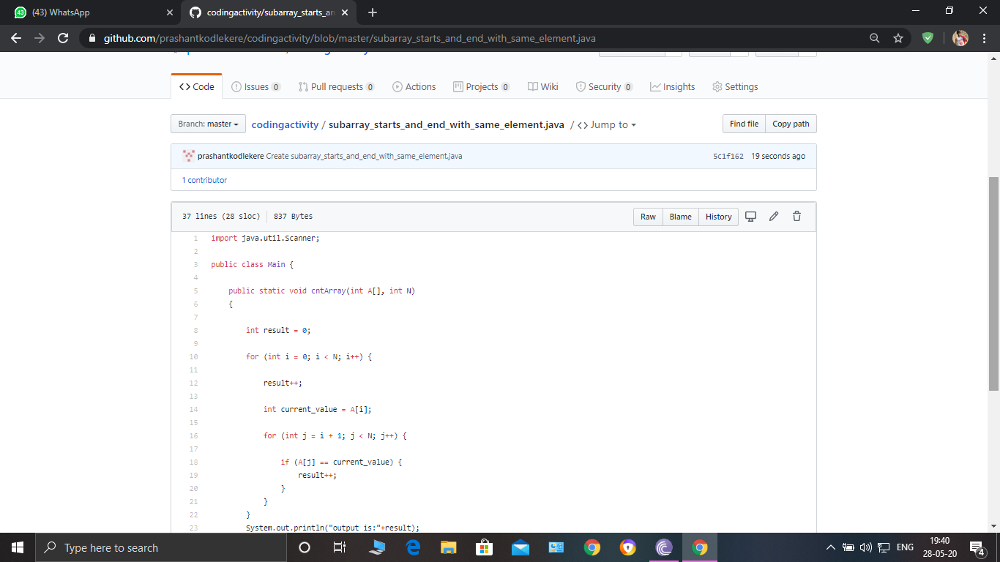 43 (43) WhatsApp
codingactivity/subarray_starts_an
github.com/prashantkodlekere/codingactivity/blob/master/subarray_starts_and_end_with_same_element.java
Code
Issues 0
Pull requests 0
Actions
Projects 0
Wiki
Security 0
Insights
Settings
Branch: master
codingactivity / subarray_starts_and_end_with_same_element.java / <> Jump to
Find file
Copy path
prashantkodlekere Create subarray_starts_and_end_with_same_element.java
5c1f162 19 seconds ago
1 contributor
37 lines (28 sloc) 837 Bytes
Raw
Blame
History
1 import java.util.Scanner;
2
3 public class Main {
4
5 public static void cntArray(int A[], int N)
6 {
7
8 int result = 0;
9
10 for (int i = 0; i < N; i++) {
11
12 result++;
13
14 int current_value = A[i];
15
16 for (int j = i + 1; j < N; j++) {
17
18 if (A[j] == current_value) {
19 result++;
20 }
21 }
22 }
23 System.out.println("output is:"+result);
Type here to search
ENG
19:40
28-05-20
4